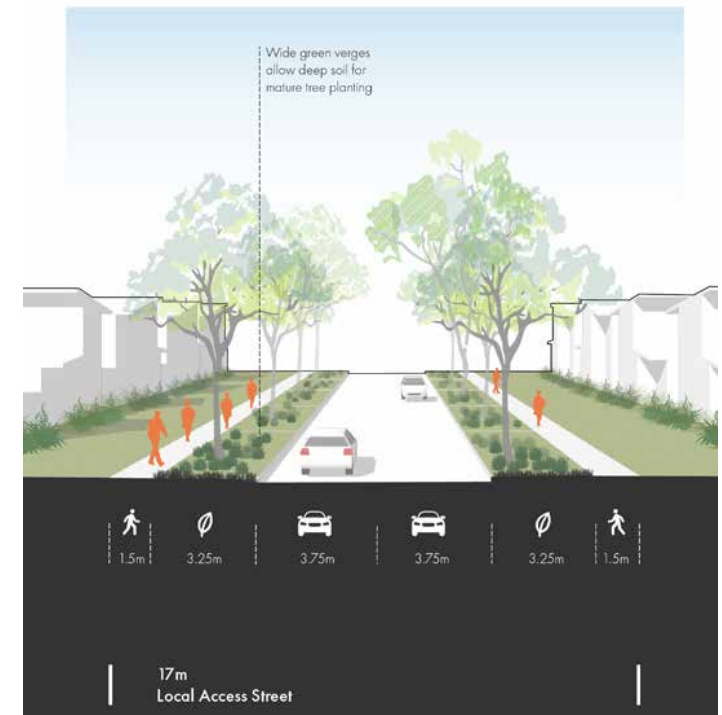 Wide green verges
allow deep soil for
mature tree planting
1.5m 3.25m 3.75m 3.75m 3.25m 1.5m
17m
Local Access Street